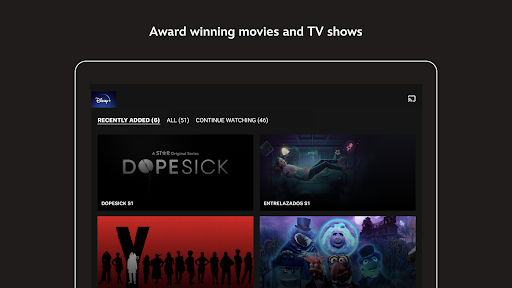 Award winning movies and TV shows
Disney+
RECENTLY ADDED (6) ALL (51) CONTINUE WATCHING (46)
A STAR Original Series
DOPESICK
DOPESICK S1
ENTRELAZADOS S1
Y